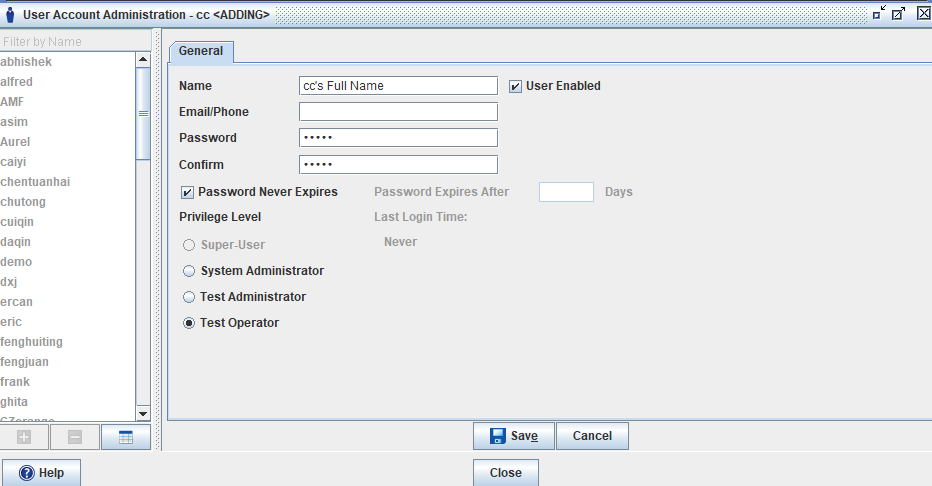 User Account Administration - cc <ADDING>
Filter by Name
abhishek
alfred
AMF
asim
Aurel
caiyi
chentuanhai
chutong
cuiqin
daqin
demo
dxj
ercan
eric
fenghuiting
fengjuan
frank
ghita
General
Name cc's Full Name User Enabled
Email/Phone
Password •••••
Confirm •••••
Password Never Expires Password Expires After Days
Privilege Level Last Login Time:
Super-User Never
System Administrator
Test Administrator
Test Operator
Save Cancel
Help Close